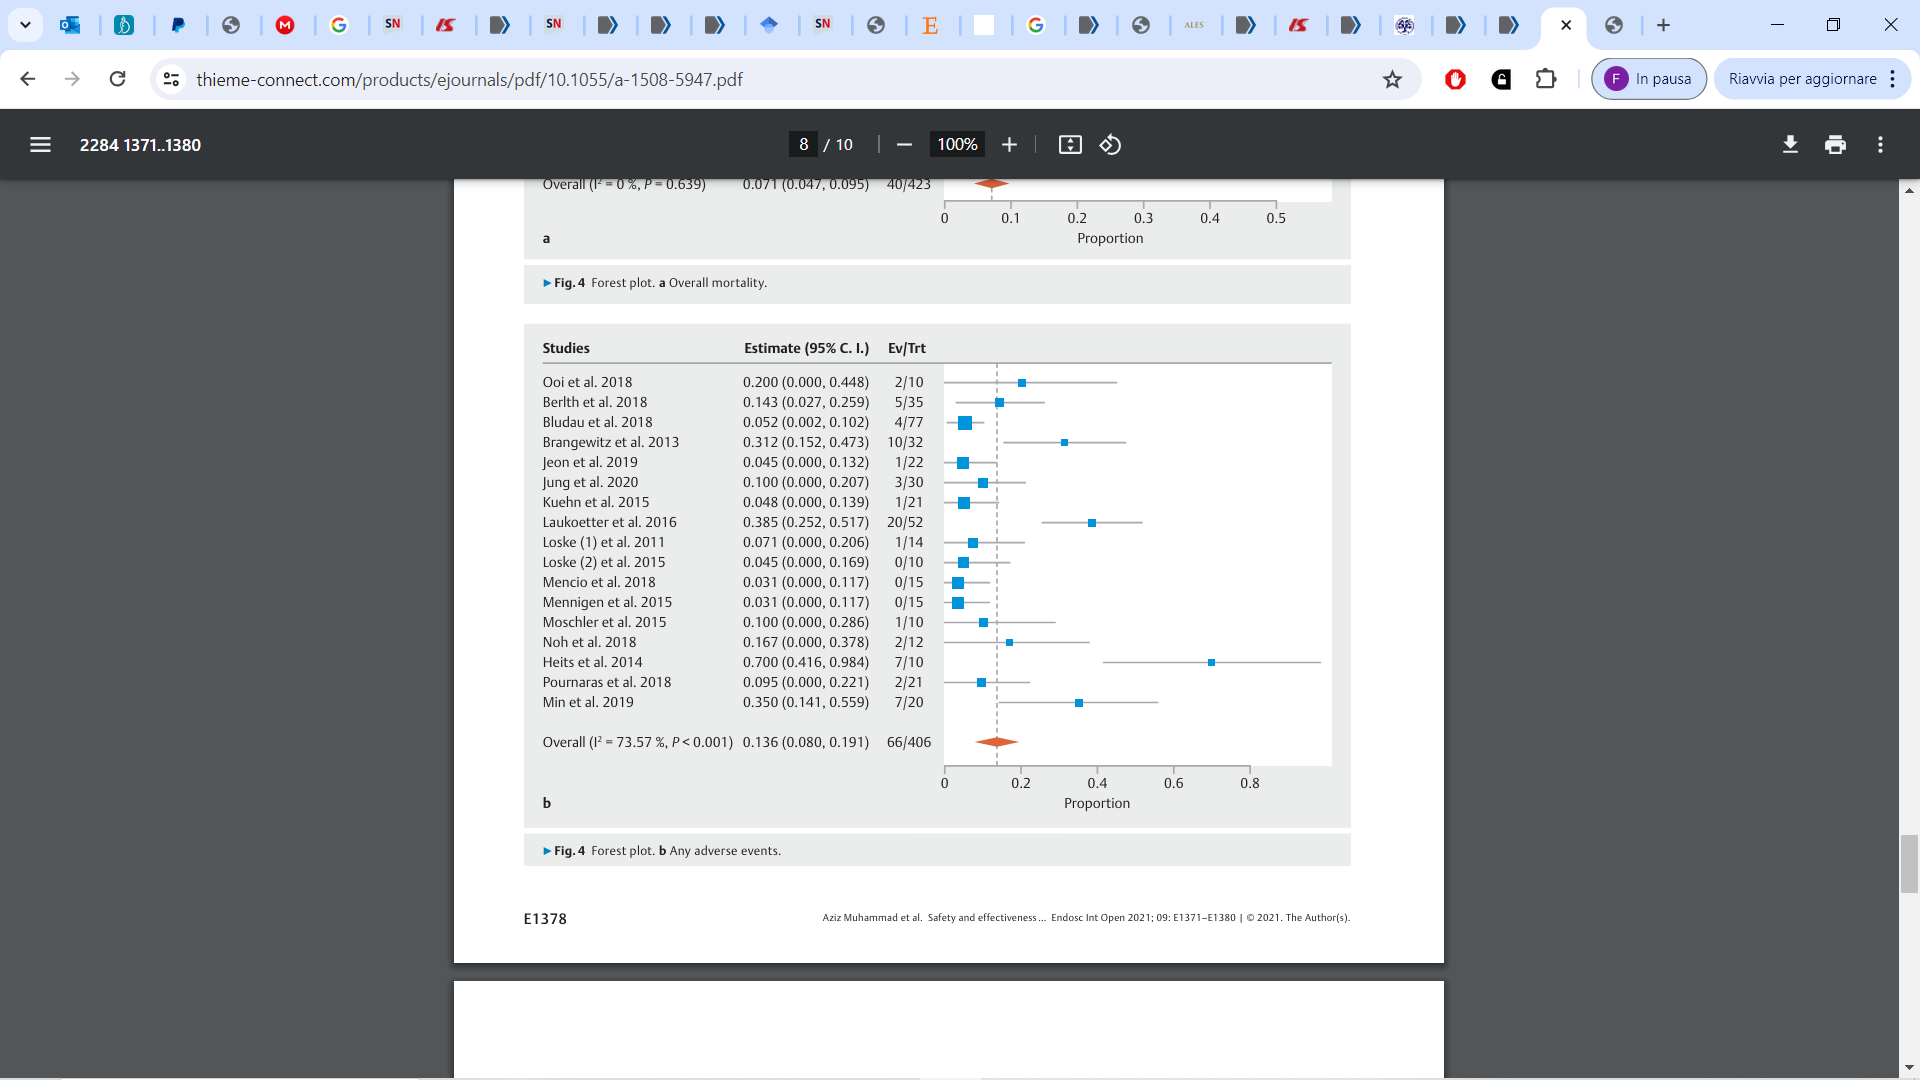 SN SN SN ALES
thieme-connect.com/products/ejournals/pdf/10.1055/a-1508-5947.pdf F In pausa Riavvia per aggiornare
2284 1371..1380 8 / 10 100%
Overall (I² = 0 %, P = 0.639) 0.071 (0.047, 0.095) 40/423
0 0.1 0.2 0.3 0.4 0.5
a Proportion
►Fig. 4 Forest plot. a Overall mortality.
Studies Estimate (95% C. I.) Ev/Trt
Ooi et al. 2018 0.200 (0.000, 0.448) 2/10
Berlth et al. 2018 0.143 (0.027, 0.259) 5/35
Bludau et al. 2018 0.052 (0.002, 0.102) 4/77
Brangewitz et al. 2013 0.312 (0.152, 0.473) 10/32
Jeon et al. 2019 0.045 (0.000, 0.132) 1/22
Jung et al. 2020 0.100 (0.000, 0.207) 3/30
Kuehn et al. 2015 0.048 (0.000, 0.139) 1/21
Laukoetter et al. 2016 0.385 (0.252, 0.517) 20/52
Loske (1) et al. 2011 0.071 (0.000, 0.206) 1/14
Loske (2) et al. 2015 0.045 (0.000, 0.169) 0/10
Mencio et al. 2018 0.031 (0.000, 0.117) 0/15
Mennigen et al. 2015 0.031 (0.000, 0.117) 0/15
Moschler et al. 2015 0.100 (0.000, 0.286) 1/10
Noh et al. 2018 0.167 (0.000, 0.378) 2/12
Heits et al. 2014 0.700 (0.416, 0.984) 7/10
Pournaras et al. 2018 0.095 (0.000, 0.221) 2/21
Min et al. 2019 0.350 (0.141, 0.559) 7/20
Overall (I² = 73.57 %, P < 0.001) 0.136 (0.080, 0.191) 66/406
0 0.2 0.4 0.6 0.8
b Proportion
►Fig. 4 Forest plot. b Any adverse events.
E1378 Aziz Muhammad et al. Safety and effectiveness ... Endosc Int Open 2021; 09: E1371–E1380 | © 2021. The Author(s).